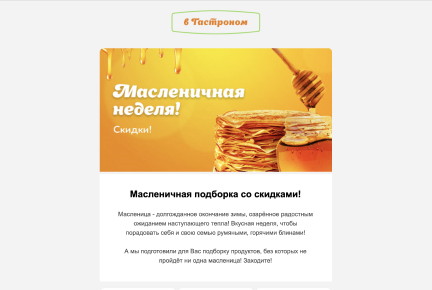 в Гастроном
Масленичная
неделя!
Скидки!
Масленичная подборка со скидками!
Масленица - долгожданное окончание зимы, озарённое радостным
ожиданием наступающего тепла! Вкусная неделя, чтобы
порадовать себя и свою семью румяными, горячими блинами!
А мы подготовили для Вас подборку продуктов, без которых не
пройдёт ни одна масленица! Заходите!